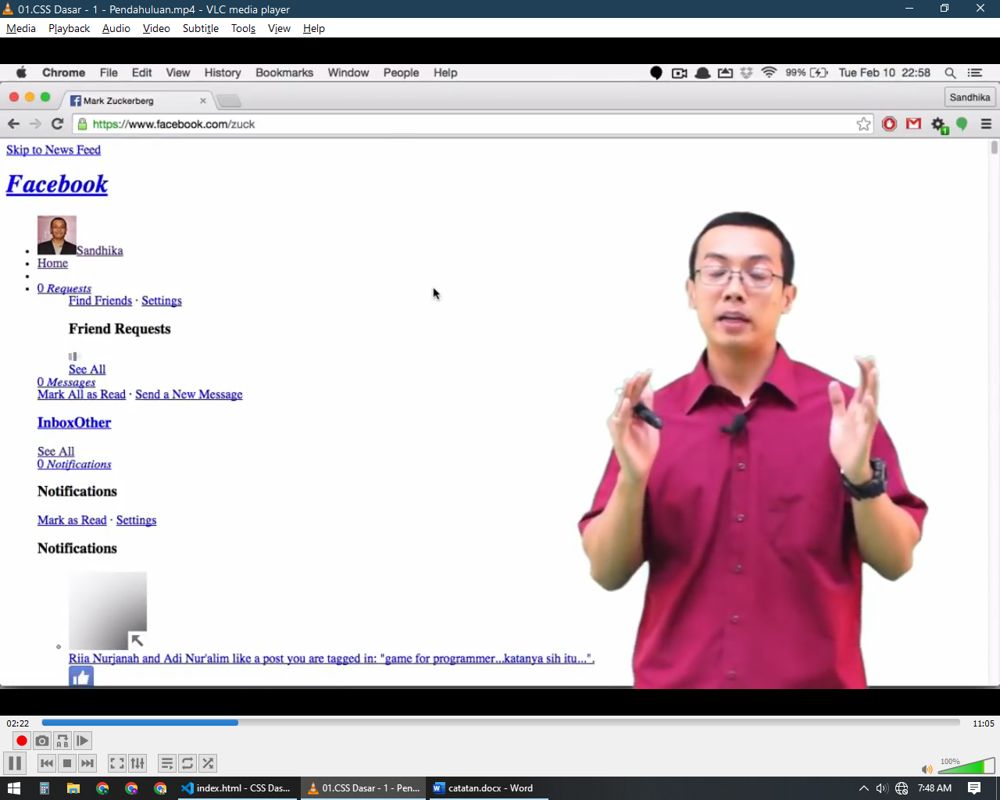 01.CSS Dasar - 1 - Pendahuluan.mp4 - VLC media player
Media Playback Audio Video Subtitle Tools View Help
Chrome File Edit View History Bookmarks Window People Help 99% Tue Feb 10 22:58
Mark Zuckerberg Sandhika
https://www.facebook.com/zuck
Skip to News Feed
Facebook
Sandhika
Home
0 Requests
Find Friends · Settings
Friend Requests
See All
0 Messages
Mark All as Read · Send a New Message
InboxOther
See All
0 Notifications
Notifications
Mark as Read · Settings
Notifications
Riia Nurjanah and Adi Nur'alim like a post you are tagged in: "game for programmer...katanya sih itu...".
02:22 11:05
A B
100%
index.html - CSS Das... 01.CSS Dasar - 1 - Pen... catatan.docx - Word 7:48 AM